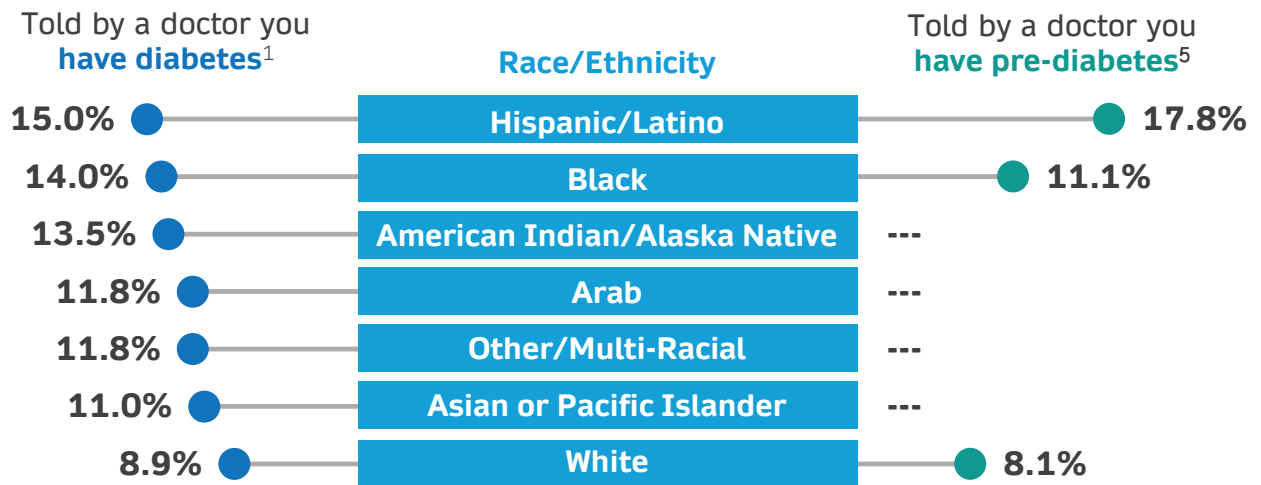 Told by a doctor you
have diabetes¹
Race/Ethnicity
Told by a doctor you
have pre-diabetes⁵
15.0% Hispanic/Latino 17.8%
14.0% Black 11.1%
13.5% American Indian/Alaska Native ---
11.8% Arab ---
11.8% Other/Multi-Racial ---
11.0% Asian or Pacific Islander ---
8.9% White 8.1%